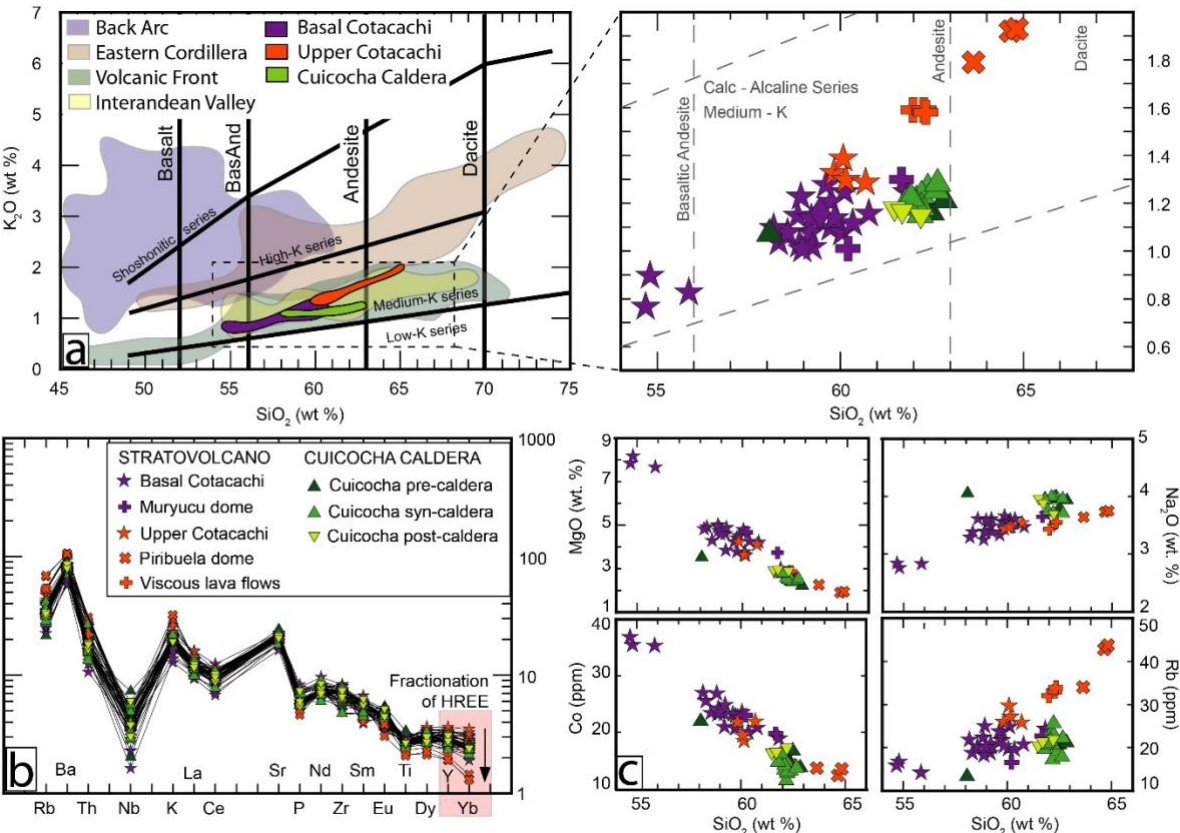 7
6
5
4
3
2
1
0
K₂O (wt %)
Back Arc
Eastern Cordillera
Volcanic Front
Interandean Valley
Basal Cotacachi
Upper Cotacachi
Cuicocha Caldera
Basalt
BasAnd
Andesite
Dacite
Shoshonitic series
High-K series
Medium-K series
Low-K series
a
45
50
55
60
65
70
75
SiO₂ (wt %)
Calc - Alcaline Series
Medium - K
Basaltic Andesite
Andesite
Dacite
1.8
1.6
1.4
1.2
1.0
0.8
0.6
55
60
65
SiO₂ (wt %)
STRATOVOLCANO
Basal Cotacachi
Muryucu dome
Upper Cotacachi
Piribuela dome
Viscous lava flows
CUICOCHA CALDERA
Cuicocha pre-caldera
Cuicocha syn-caldera
Cuicocha post-caldera
1000
100
10
1
Fractionation
of HREE
b
Rb
Ba
Th
Nb
K
La
Ce
Sr
P
Nd
Zr
Sm
Eu
Ti
Dy
Y
Yb
MgO (wt. %)
9
7
5
3
1
Na₂O (wt. %)
5
4
3
2
Co (ppm)
40
30
20
10
Rb (ppm)
50
40
30
20
10
c
55
60
65
55
60
65
SiO₂ (wt %)